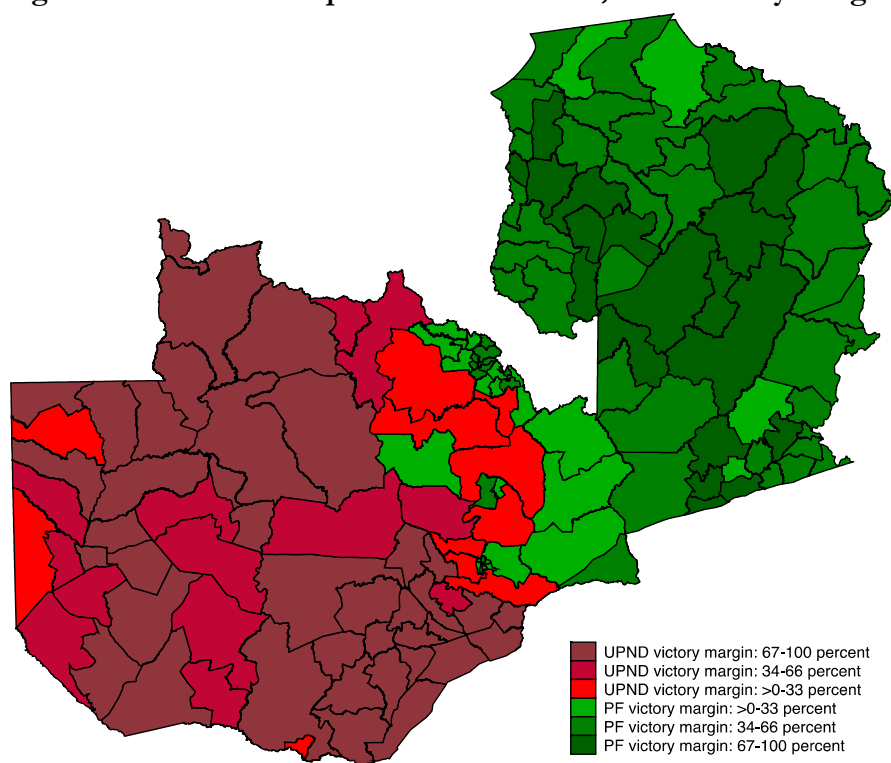 UPND victory margin: 67-100 percent
UPND victory margin: 34-66 percent
UPND victory margin: >0-33 percent
PF victory margin: >0-33 percent
PF victory margin: 34-66 percent
PF victory margin: 67-100 percent